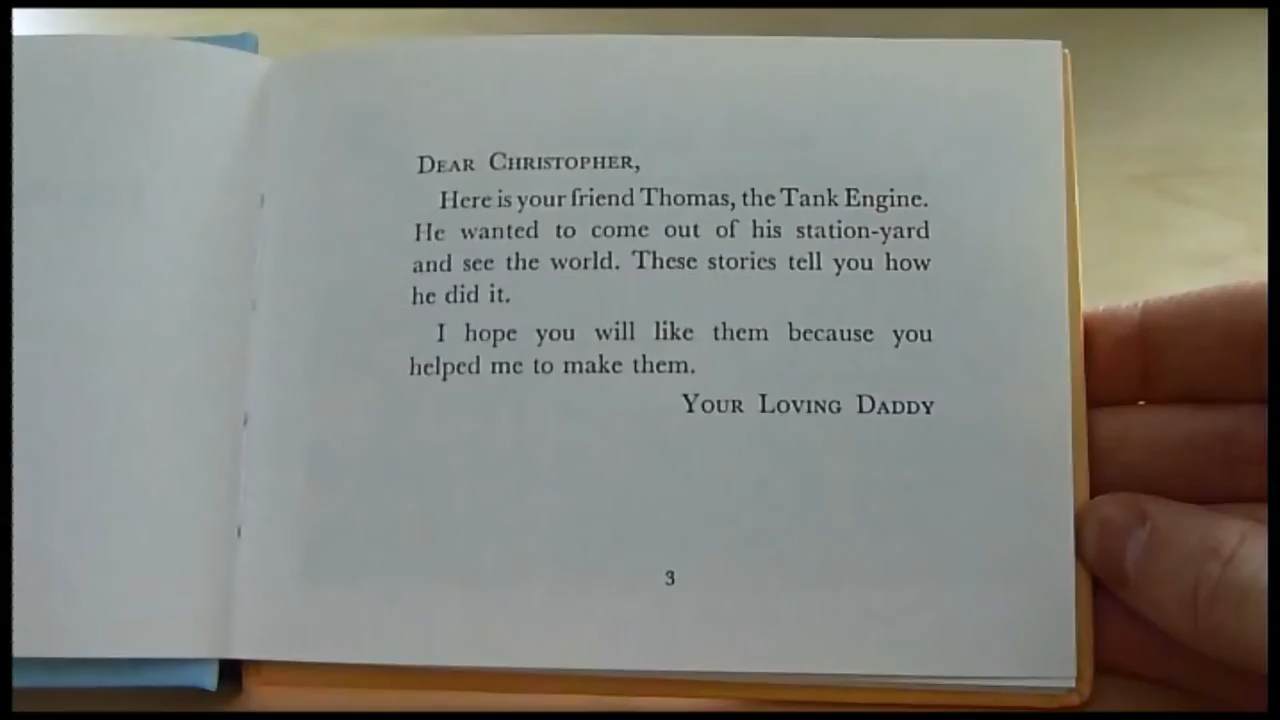 DEAR CHRISTOPHER,
Here is your friend Thomas, the Tank Engine.
He wanted to come out of his station-yard
and see the world. These stories tell you how
he did it.
I hope you will like them because you
helped me to make them.
YOUR LOVING DADDY
3